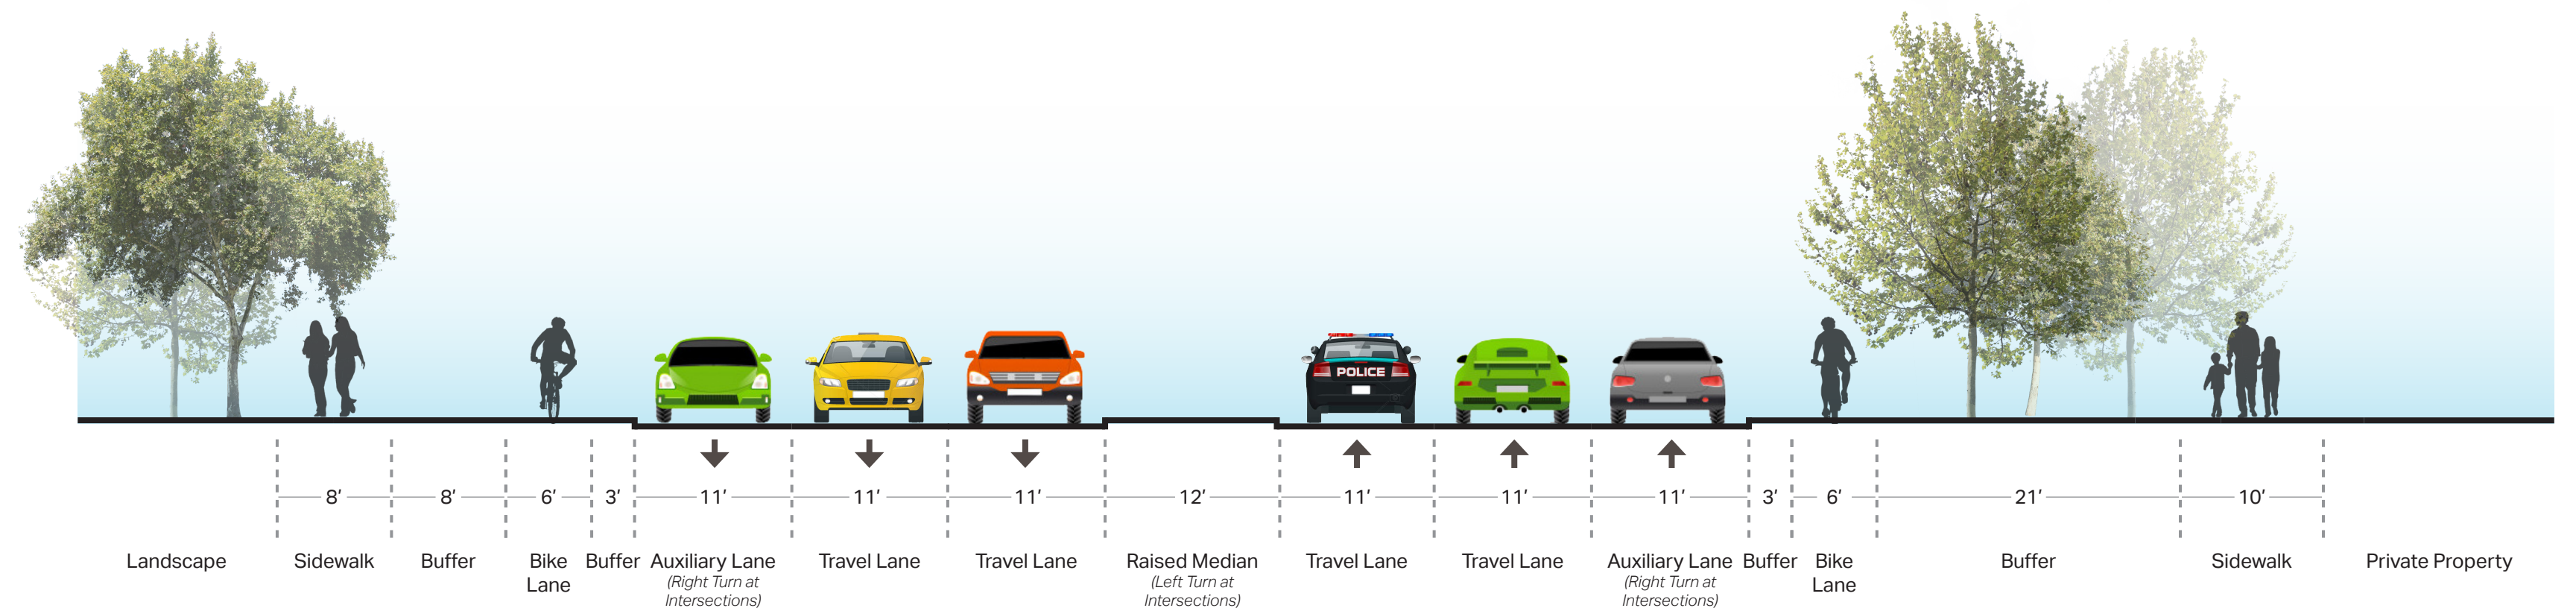 POLICE
8’ 8’ 6’ 3’ 11’ 11’ 11’ 12’ 11’ 11’ 11’ 3’ 6’ 21’ 10’
Landscape Sidewalk Buffer Bike Buffer Auxiliary Lane Travel Lane Travel Lane Raised Median Travel Lane Travel Lane Auxiliary Lane Buffer Bike Buffer Sidewalk Private Property
Lane (Right Turn at (Left Turn at (Right Turn at Lane
Intersections) Intersections) Intersections)